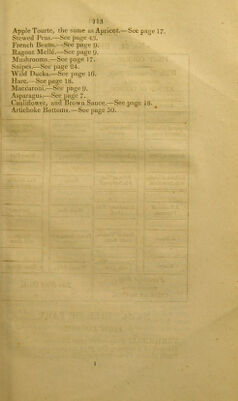 113
Apple Tourte, the same as Apricot.—See page 17.
Stewed Peas.—See page 43.
French Beans.—See page 9.
Ragout Mellé.—See page 9.
Mushrooms.—See page 17.
Snipes.—See page 24.
Wild Ducks.—See page 16.
Hare.—See page 18.
Maccaroni.—See page 9.
Asparagus.—See page 7.
Cauliflower, and Brown Sauce.—See page 18.
Artichoke Bottoms.—See page 50.
I